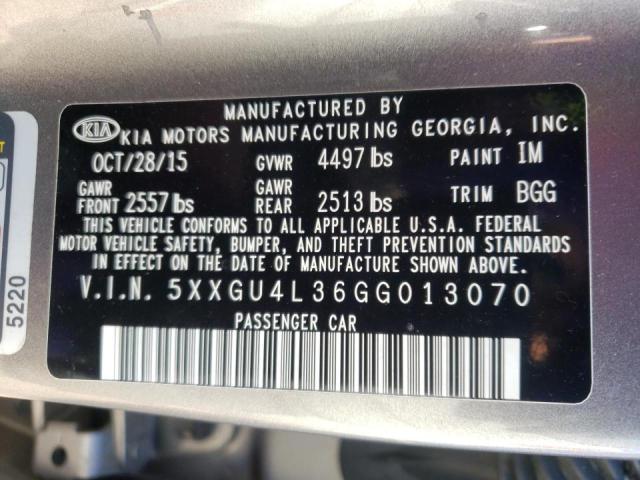 MANUFACTURED BY
KIA KIA MOTORS MANUFACTURING GEORGIA, INC.
OCT/28/15 GVWR 4497 lbs PAINT IM
GAWR FRONT 2557 lbs GAWR REAR 2513 lbs TRIM BGG
THIS VEHICLE CONFORMS TO ALL APPLICABLE U.S.A. FEDERAL
MOTOR VEHICLE SAFETY, BUMPER, AND THEFT PREVENTION STANDARDS
IN EFFECT ON THE DATE OF MANUFACTURE SHOWN ABOVE.
V.I.N. 5XXGU4L36GG013070
PASSENGER CAR
5220